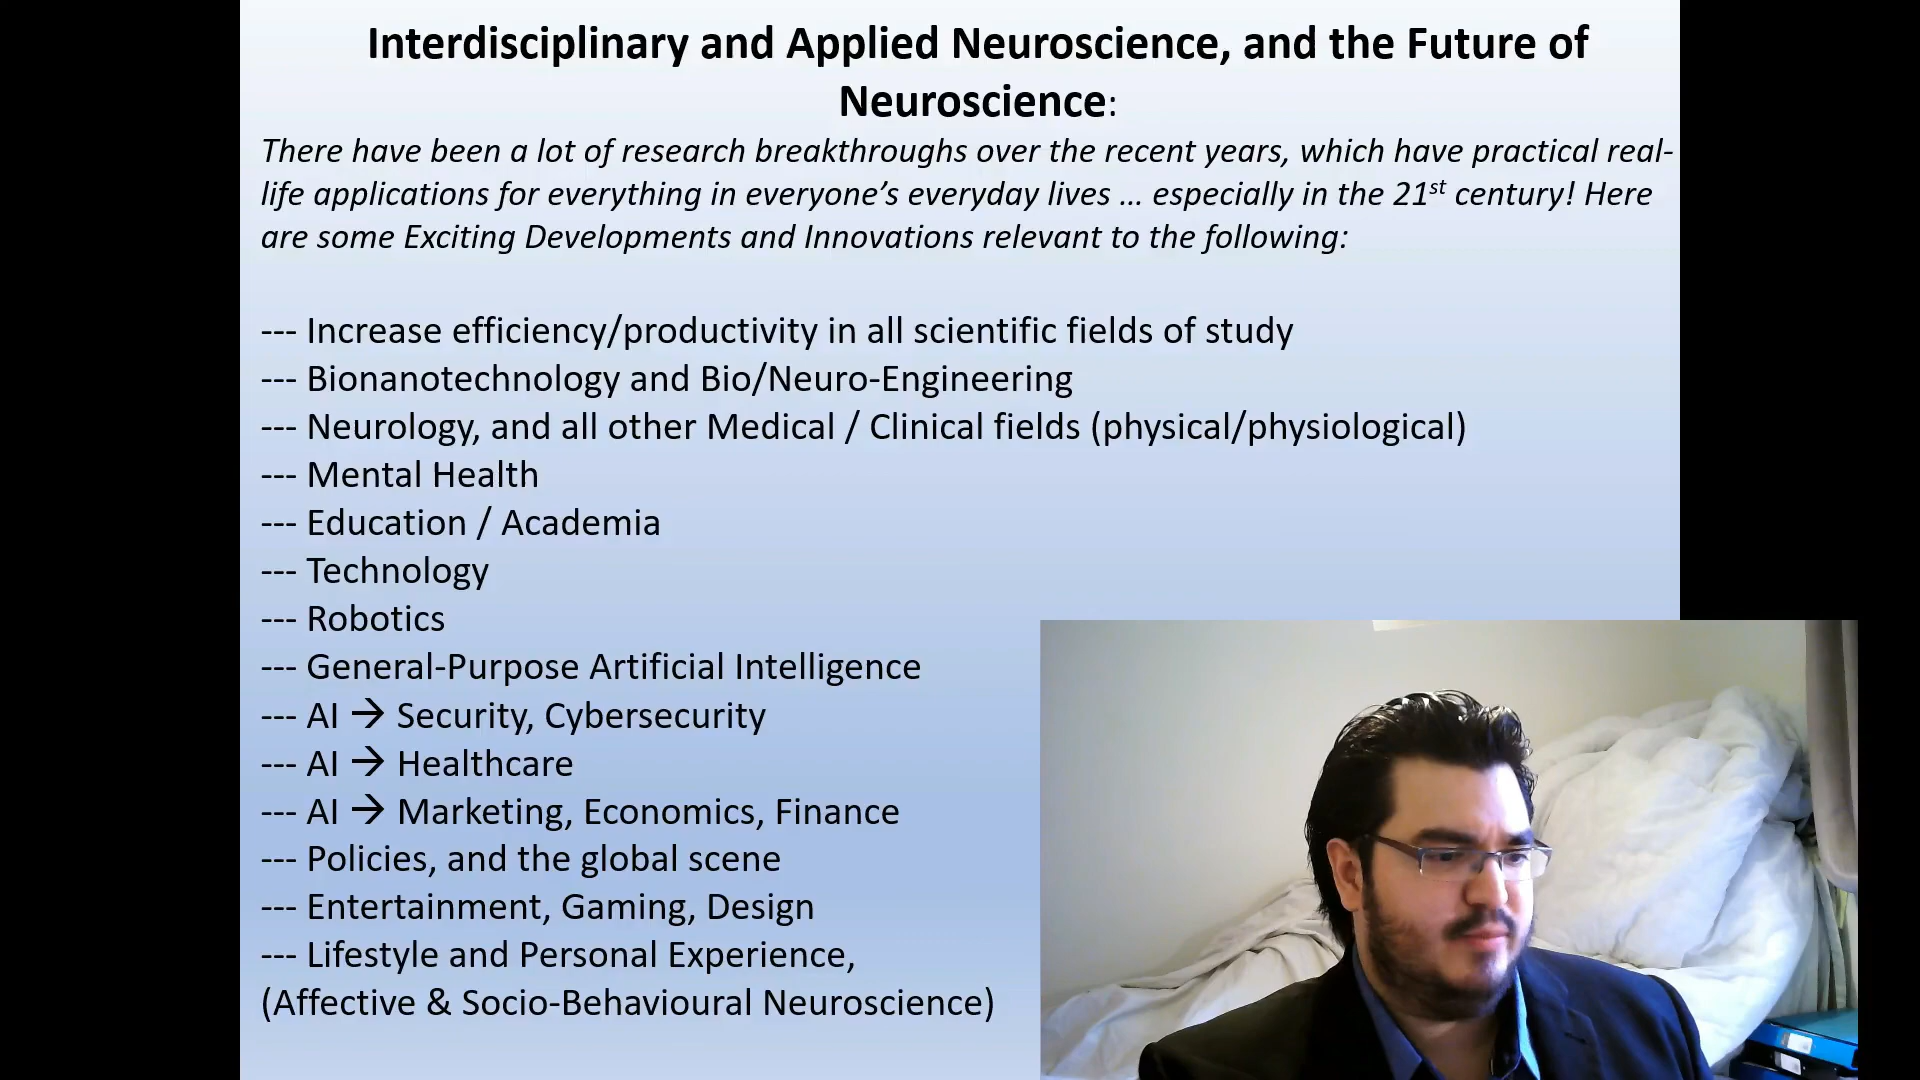 Interdisciplinary and Applied Neuroscience, and the Future of
Neuroscience:
There have been a lot of research breakthroughs over the recent years, which have practical real-
life applications for everything in everyone’s everyday lives … especially in the 21st century! Here
are some Exciting Developments and Innovations relevant to the following:
--- Increase efficiency/productivity in all scientific fields of study
--- Bionanotechnology and Bio/Neuro-Engineering
--- Neurology, and all other Medical / Clinical fields (physical/physiological)
--- Mental Health
--- Education / Academia
--- Technology
--- Robotics
--- General-Purpose Artificial Intelligence
--- AI → Security, Cybersecurity
--- AI → Healthcare
--- AI → Marketing, Economics, Finance
--- Policies, and the global scene
--- Entertainment, Gaming, Design
--- Lifestyle and Personal Experience,
(Affective & Socio-Behavioural Neuroscience)